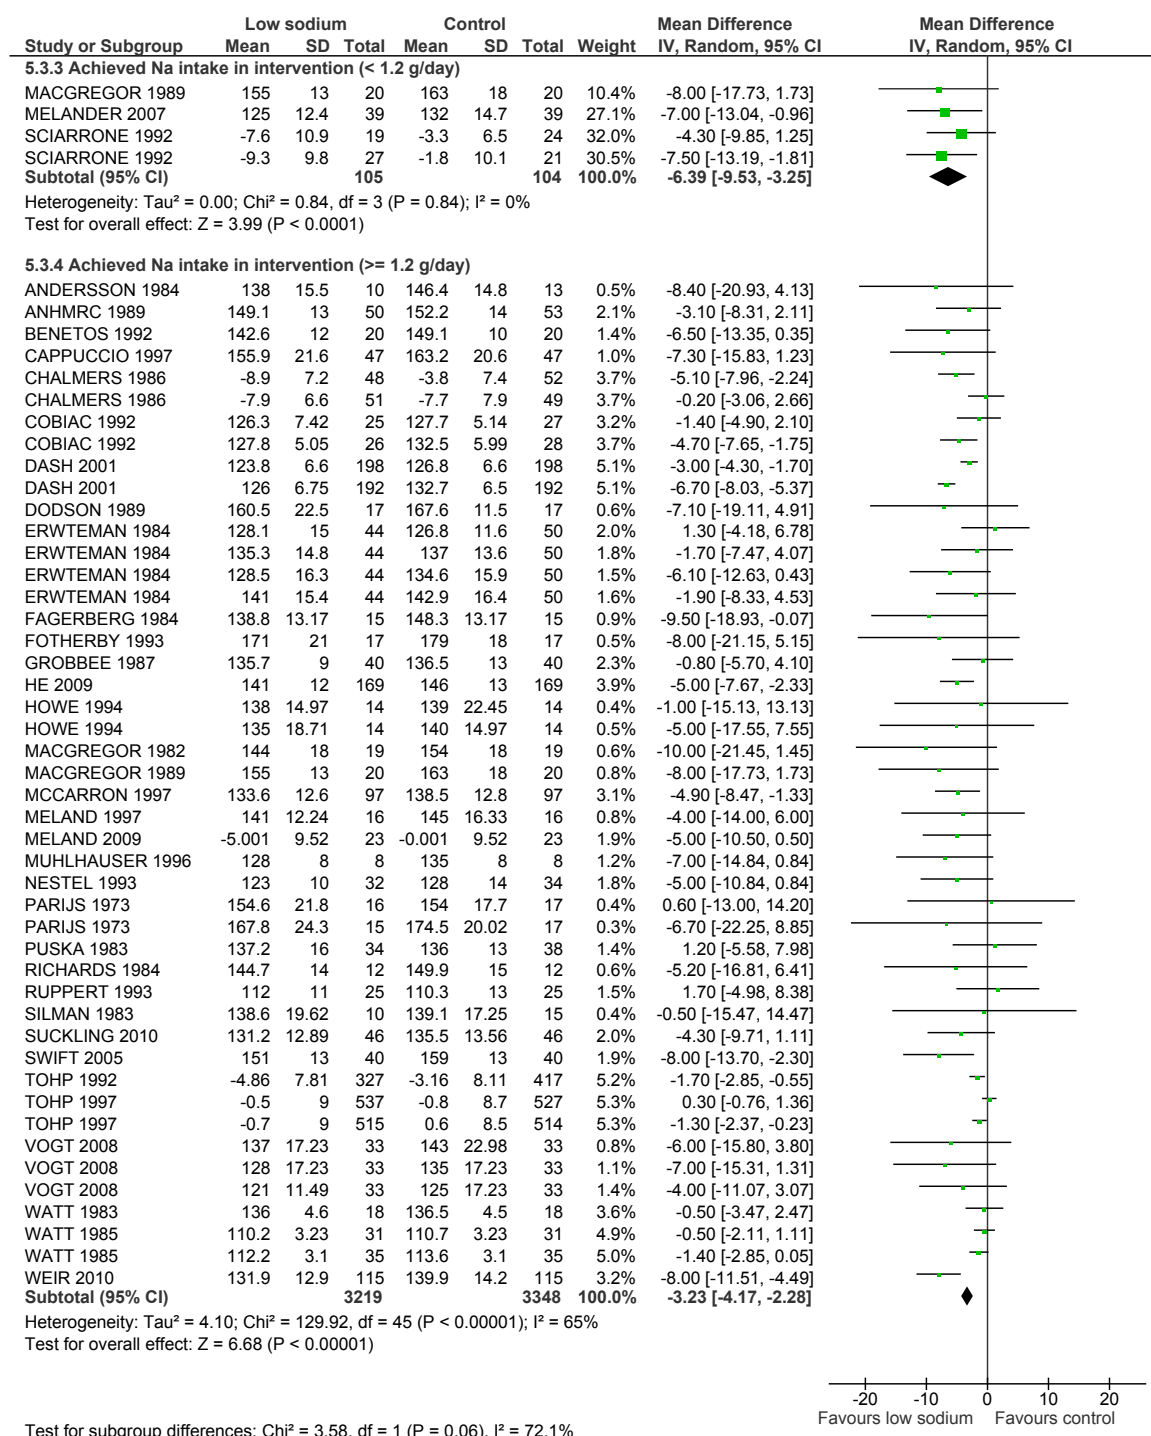 Low sodium Control Mean Difference Mean Difference
Study or Subgroup Mean SD Total Mean SD Total Weight IV, Random, 95% CI IV, Random, 95% CI
5.3.3 Achieved Na intake in intervention (< 1.2 g/day)
MACGREGOR 1989 155 13 20 163 18 20 10.4% -8.00 [-17.73, 1.73]
MELANDER 2007 125 12.4 39 132 14.7 39 27.1% -7.00 [-13.04, -0.96]
SCIARRONE 1992 -7.6 10.9 19 -3.3 6.5 24 32.0% -4.30 [-9.85, 1.25]
SCIARRONE 1992 -9.3 9.8 27 -1.8 10.1 21 30.5% -7.50 [-13.19, -1.81]
Subtotal (95% CI) 105 104 100.0% -6.39 [-9.53, -3.25]
Heterogeneity: Tau² = 0.00; Chi² = 0.84, df = 3 (P = 0.84); I² = 0%
Test for overall effect: Z = 3.99 (P < 0.0001)
5.3.4 Achieved Na intake in intervention (>= 1.2 g/day)
ANDERSSON 1984 138 15.5 10 146.4 14.8 13 0.5% -8.40 [-20.93, 4.13]
ANHMRC 1989 149.1 13 50 152.2 14 53 2.1% -3.10 [-8.31, 2.11]
BENETOS 1992 142.6 12 20 149.1 10 20 1.4% -6.50 [-13.35, 0.35]
CAPPUCCIO 1997 155.9 21.6 47 163.2 20.6 47 1.0% -7.30 [-15.83, 1.23]
CHALMERS 1986 -8.9 7.2 48 -3.8 7.4 52 3.7% -5.10 [-7.96, -2.24]
CHALMERS 1986 -7.9 6.6 51 -7.7 7.9 49 3.7% -0.20 [-3.06, 2.66]
COBIAC 1992 126.3 7.42 25 127.7 5.14 27 3.2% -1.40 [-4.90, 2.10]
COBIAC 1992 127.8 5.05 26 132.5 5.99 28 3.6% -4.70 [-7.65, -1.75]
DASH 2001 123.8 6.6 198 126.8 6.6 198 5.1% -3.00 [-4.30, -1.70]
DASH 2001 126 6.75 192 132.7 6.5 192 5.1% -6.70 [-8.03, -5.37]
DODSON 1989 160.5 22.5 17 167.6 11.5 17 0.6% -7.10 [-19.11, 4.91]
ERWTEMAN 1984 128.1 15 44 126.8 11.6 50 2.0% 1.30 [-4.18, 6.78]
ERWTEMAN 1984 135.3 14.8 44 137 13.6 50 1.8% -1.70 [-7.47, 4.07]
ERWTEMAN 1984 128.5 16.3 44 134.6 15.9 50 1.5% -6.10 [-12.63, 0.43]
ERWTEMAN 1984 141 15.4 44 142.9 16.4 50 1.6% -1.90 [-8.33, 4.53]
FAGERBERG 1984 138.8 13.17 15 148.3 13.17 15 0.9% -9.50 [-18.93, -0.07]
FOTHERBY 1993 171 21 17 179 18 17 0.5% -8.00 [-21.15, 5.15]
GROBBEE 1987 135.7 9 40 136.5 13 40 2.3% -0.80 [-5.70, 4.10]
HE 2009 141 12 169 146 13 169 3.9% -5.00 [-7.67, -2.33]
HOWE 1994 138 14.97 14 139 22.45 14 0.4% -1.00 [-15.13, 13.13]
HOWE 1994 135 18.71 14 140 14.97 14 0.5% -5.00 [-17.55, 7.55]
MACGREGOR 1982 144 18 19 154 18 19 0.6% -10.00 [-21.45, 1.45]
MACGREGOR 1989 155 13 20 163 18 20 0.8% -8.00 [-17.73, 1.73]
MCCARRON 1997 133.6 12.6 97 138.5 12.8 97 3.1% -4.90 [-8.47, -1.33]
MELAND 1997 141 12.24 16 145 16.33 16 0.8% -4.00 [-14.00, 6.00]
MELAND 2009 -5.001 9.52 23 -0.001 9.52 23 1.9% -5.00 [-10.50, 0.50]
MUHLHAUSER 1996 128 8 8 135 8 8 1.2% -7.00 [-14.84, 0.84]
NESTEL 1993 123 10 32 128 14 34 1.8% -5.00 [-10.84, 0.84]
PARIJS 1973 154.6 21.8 16 154 17.7 17 0.4% 0.60 [-13.00, 14.20]
PARIJS 1973 167.8 24.3 15 174.5 20.02 17 0.3% -6.70 [-22.25, 8.85]
PUSKA 1983 137.2 16 34 136 13 38 1.4% 1.20 [-5.58, 7.98]
RICHARDS 1984 144.7 14 12 149.9 15 12 0.6% -5.20 [-16.81, 6.41]
RUPPERT 1993 112 11 25 110.3 13 25 1.5% 1.70 [-4.98, 8.38]
SILMAN 1983 138.6 19.62 10 139.1 17.25 15 0.4% -0.50 [-15.47, 14.47]
SUCKLING 2010 131.2 12.89 46 135.5 13.56 46 2.0% -4.30 [-9.71, 1.11]
SWIFT 2005 151 13 40 159 13 40 1.9% -8.00 [-13.70, -2.30]
TOHP 1992 -4.86 7.81 327 -3.16 8.11 417 5.2% -1.70 [-2.85, -0.55]
TOHP 1997 -0.5 9 537 -0.8 8.7 527 5.3% 0.30 [-0.76, 1.36]
TOHP 1997 -0.7 9 515 0.6 8.5 514 5.3% -1.30 [-2.37, -0.23]
VOGT 2008 137 17.23 33 143 22.98 33 0.8% -6.00 [-15.80, 3.80]
VOGT 2008 128 17.23 33 135 17.23 33 1.1% -7.00 [-15.31, 1.31]
VOGT 2008 121 11.49 33 125 17.23 33 1.4% -4.00 [-11.07, 3.07]
WATT 1983 136 4.6 18 136.5 4.5 18 3.6% -0.50 [-3.47, 2.47]
WATT 1985 110.2 3.23 31 110.7 3.23 31 4.9% -0.50 [-2.11, 1.11]
WATT 1985 112.2 3.1 35 113.6 3.1 35 5.0% -1.40 [-2.85, 0.05]
WEIR 2010 131.9 12.9 115 139.9 14.2 115 3.2% -8.00 [-11.51, -4.49]
Subtotal (95% CI) 3219 3348 100.0% -3.23 [-4.17, -2.28]
Heterogeneity: Tau² = 4.10; Chi² = 129.92, df = 45 (P < 0.00001); I² = 65%
Test for overall effect: Z = 6.68 (P < 0.00001)
-20 -10 0 10 20
Favours low sodium Favours control
Test for subgroup differences: Chi² = 3.58, df = 1 (P = 0.06), I² = 72.1%